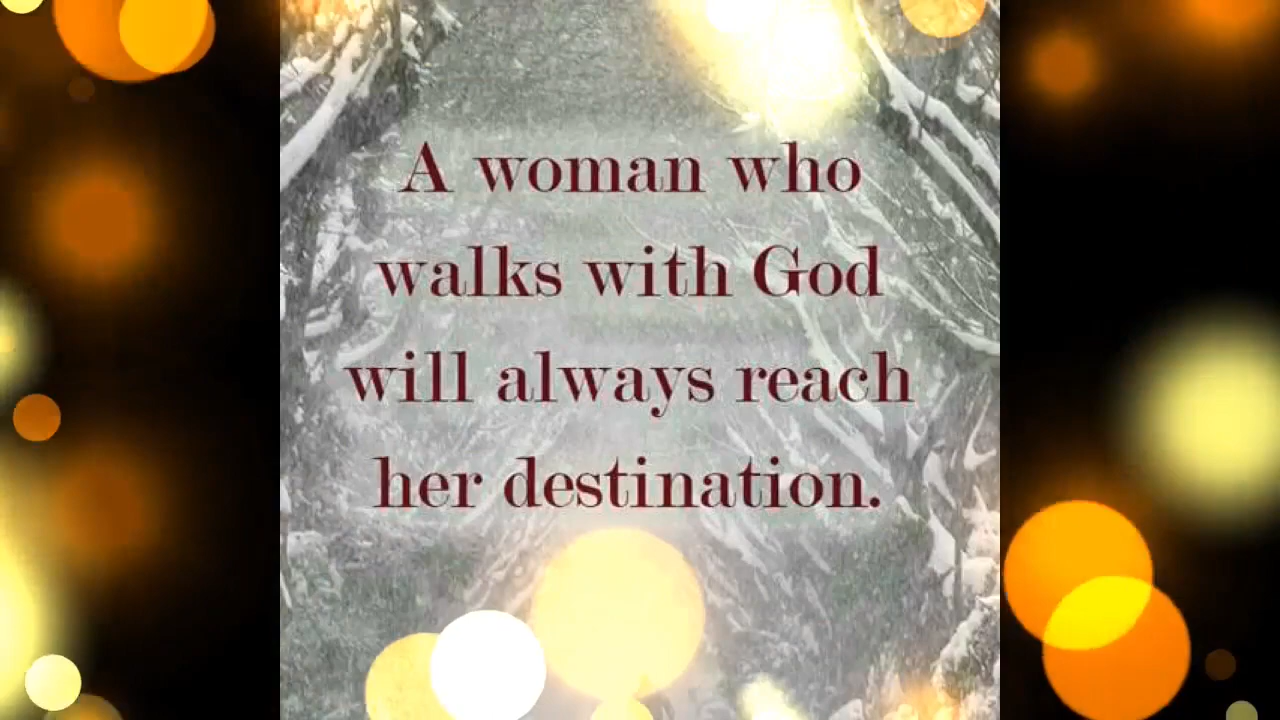 A woman who
walks with God
will always reach
her destination.